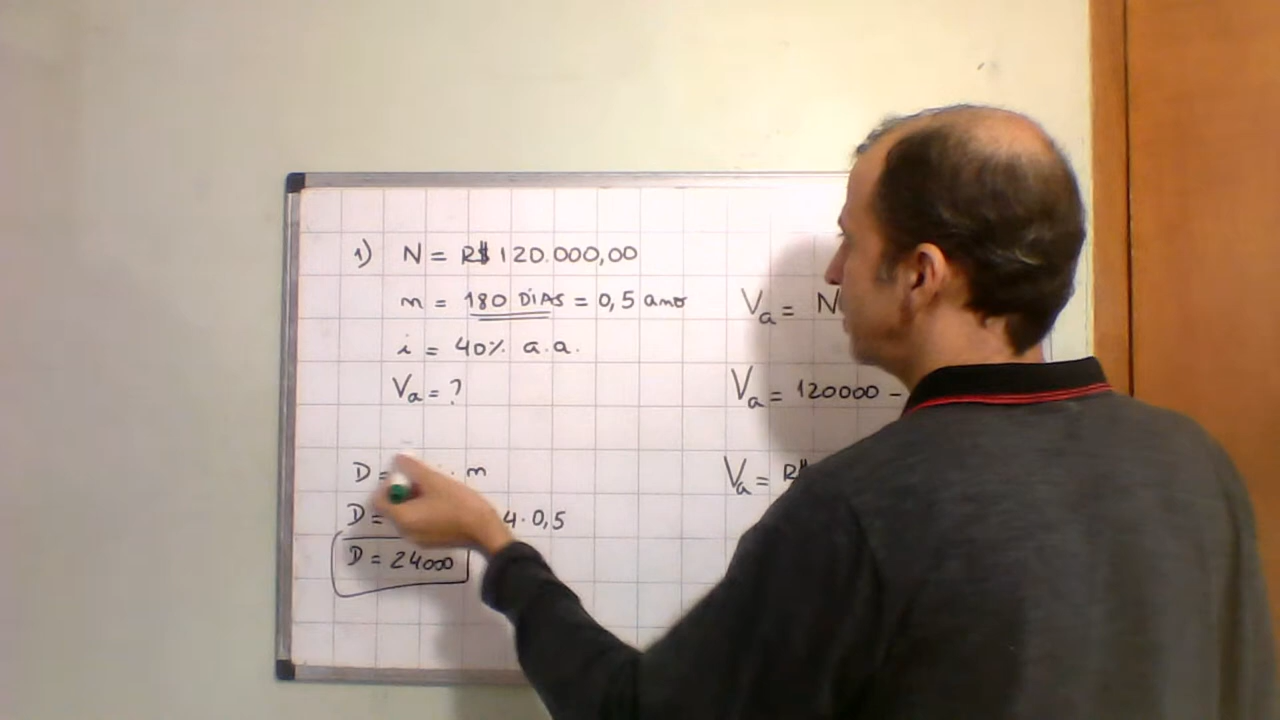 1) N = R$ 120.000,00
n = 180 DIAS = 0,5 ano
i = 40% a.a.
Va = ?
D = . n
D = 4 . 0,5
D = 24000
Va = N
Va = 120000 -
Va = R$